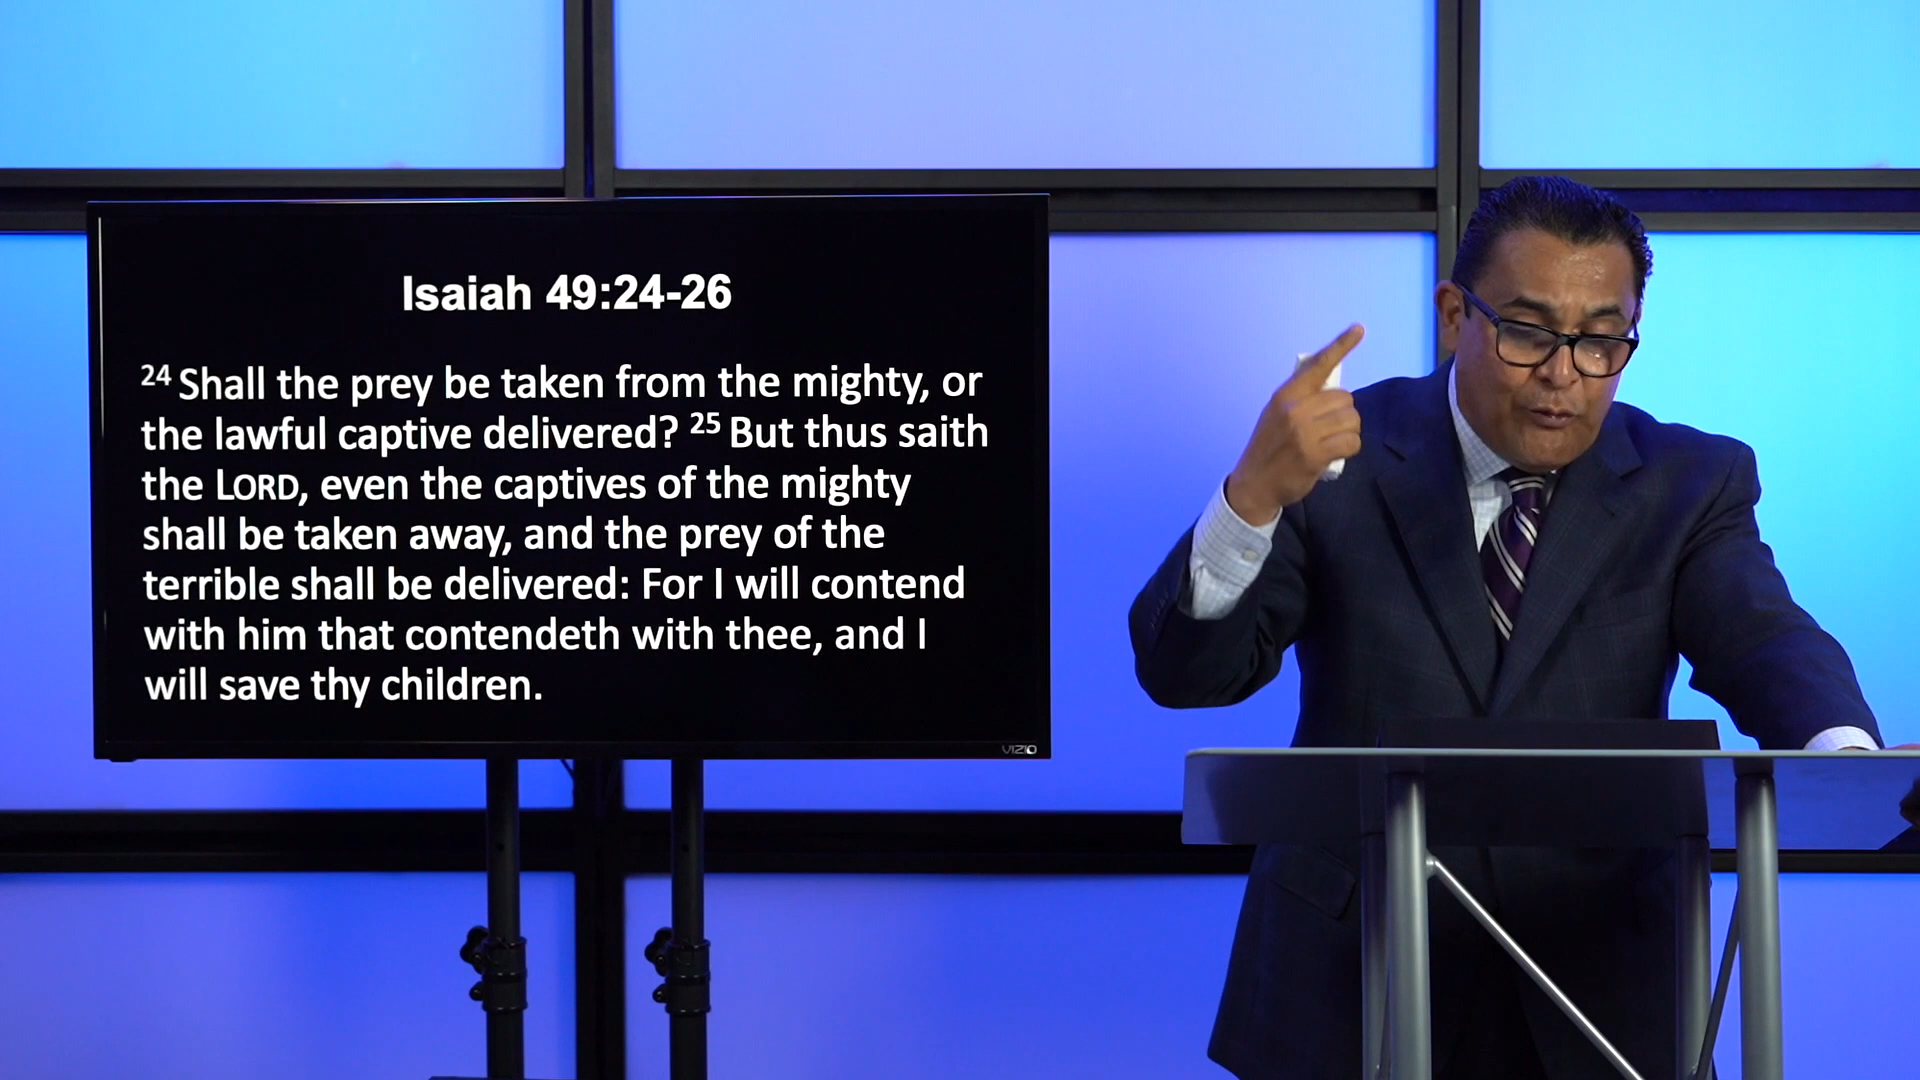 Isaiah 49:24-26
24 Shall the prey be taken from the mighty, or
the lawful captive delivered? 25 But thus saith
the LORD, even the captives of the mighty
shall be taken away, and the prey of the
terrible shall be delivered: For I will contend
with him that contendeth with thee, and I
will save thy children.
VIZIO